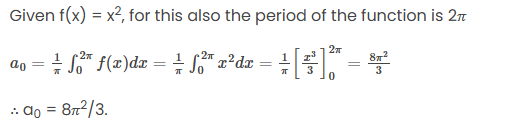 Given f(x) = x², for this also the period of the function is 2π
a₀ = 1/π ∫₀^2π f(x)dx = 1/π ∫₀^2π x²dx = 1/π [x³/3]₀^2π = 8π²/3
∴ a₀ = 8π²/3.